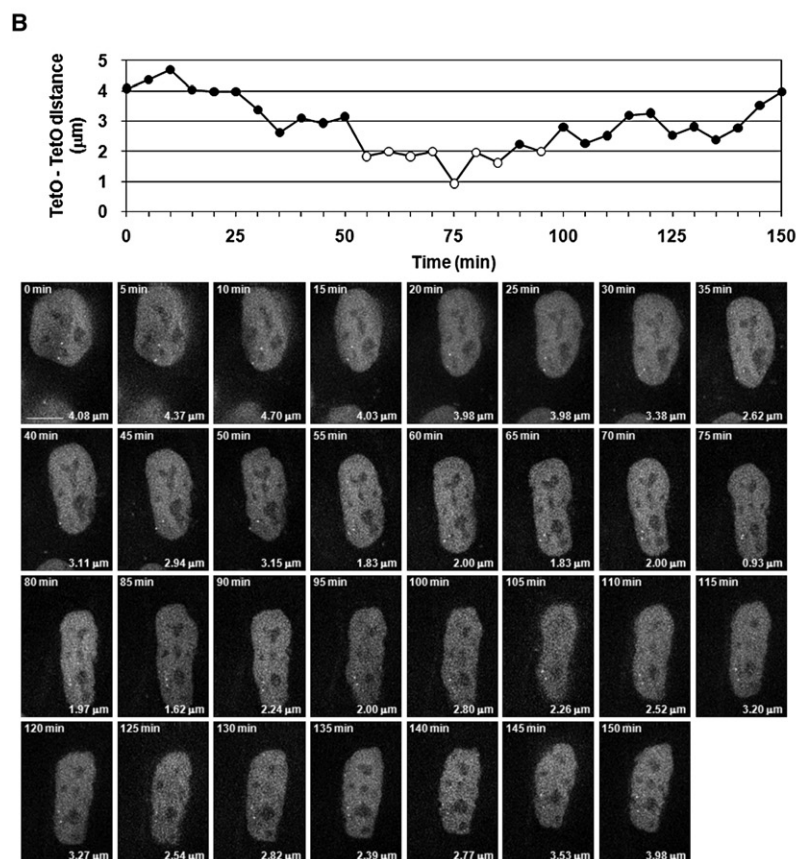 B
TetO - TetO distance
(µm)
5
4
3
2
1
0
0 25 50 75 100 125 150
Time (min)
0 min 5 min 10 min 15 min 20 min 25 min 30 min 35 min
4.08 µm 4.37 µm 4.70 µm 4.03 µm 3.98 µm 3.98 µm 3.38 µm 2.62 µm
40 min 45 min 50 min 55 min 60 min 65 min 70 min 75 min
3.11 µm 2.94 µm 3.15 µm 1.83 µm 2.00 µm 1.83 µm 2.00 µm 0.93 µm
80 min 85 min 90 min 95 min 100 min 105 min 110 min 115 min
1.97 µm 1.62 µm 2.24 µm 2.00 µm 2.80 µm 2.26 µm 2.52 µm 3.20 µm
120 min 125 min 130 min 135 min 140 min 145 min 150 min
3.27 µm 2.54 µm 2.82 µm 2.39 µm 2.77 µm 3.53 µm 3.98 µm